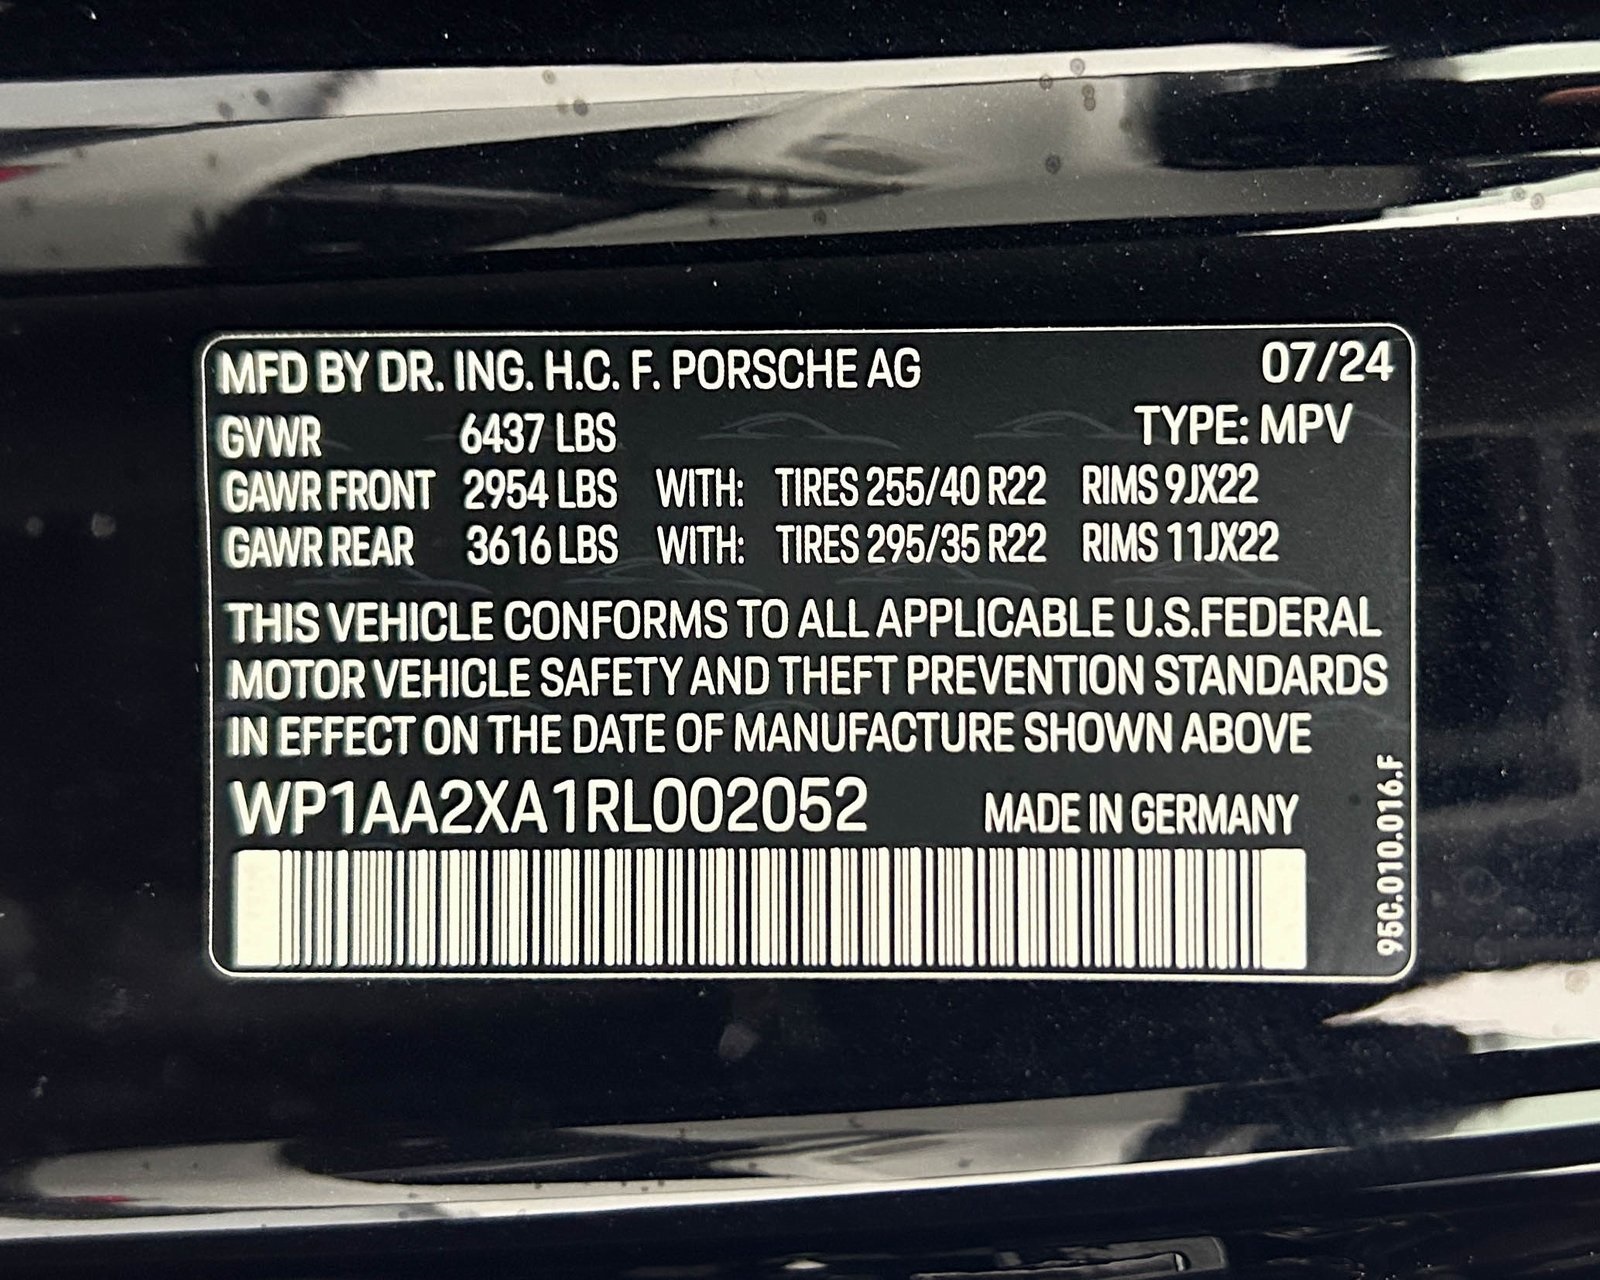 MFD BY DR. ING. H.C. F. PORSCHE AG 07/24
GVWR 6437 LBS TYPE: MPV
GAWR FRONT 2954 LBS WITH: TIRES 255/40 R22 RIMS 9JX22
GAWR REAR 3616 LBS WITH: TIRES 295/35 R22 RIMS 11JX22
THIS VEHICLE CONFORMS TO ALL APPLICABLE U.S.FEDERAL
MOTOR VEHICLE SAFETY AND THEFT PREVENTION STANDARDS
IN EFFECT ON THE DATE OF MANUFACTURE SHOWN ABOVE
WP1AA2XA1RL002052 MADE IN GERMANY
95C.010.016.F